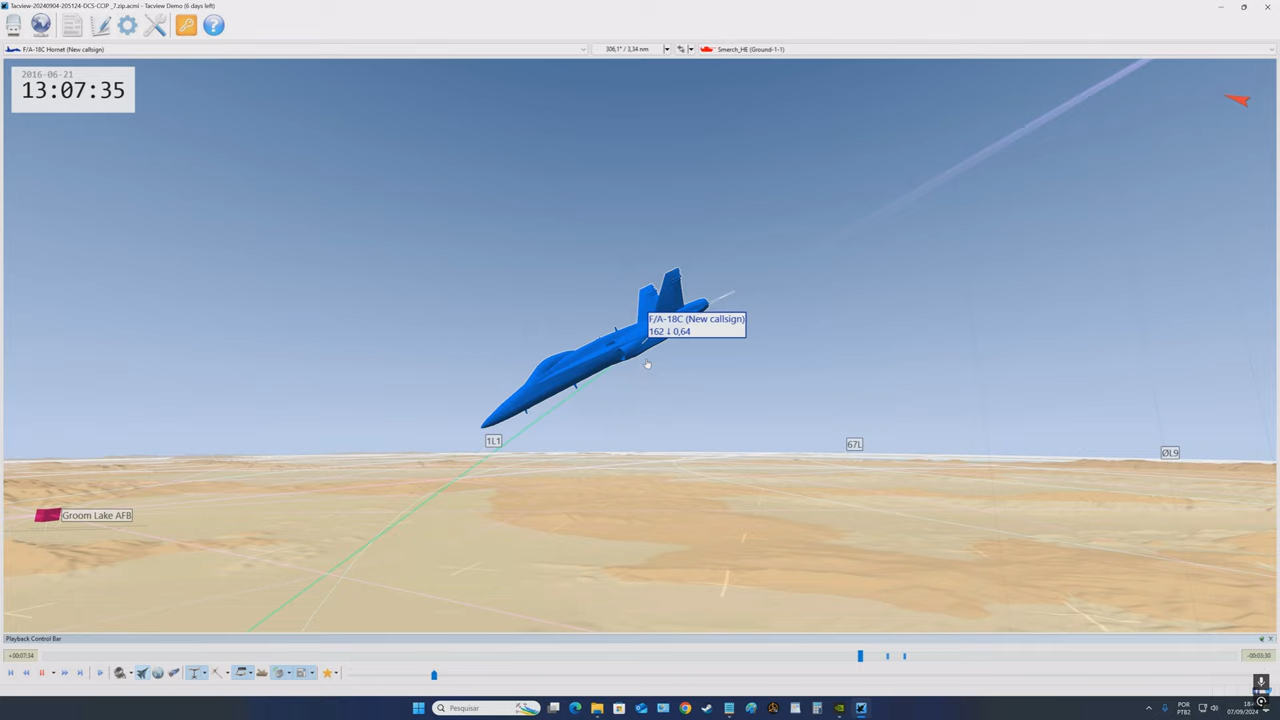 Tacview-20240904-205124-DCS-CCIP _7.zip.acmi - Tacview Demo (6 days left)
F/A-18C Hornet (New callsign)
306,1° / 3,34 nm
Smerch_HE (Ground-1-1)
2016-06-21
13:07:35
F/A-18C (New callsign)
162 ↓ 0,64
1L1
67L
ØL9
Groom Lake AFB
Playback Control Bar
+00:07:34
-00:03:30
Pesquisar
POR
PTB2
07/09/2024